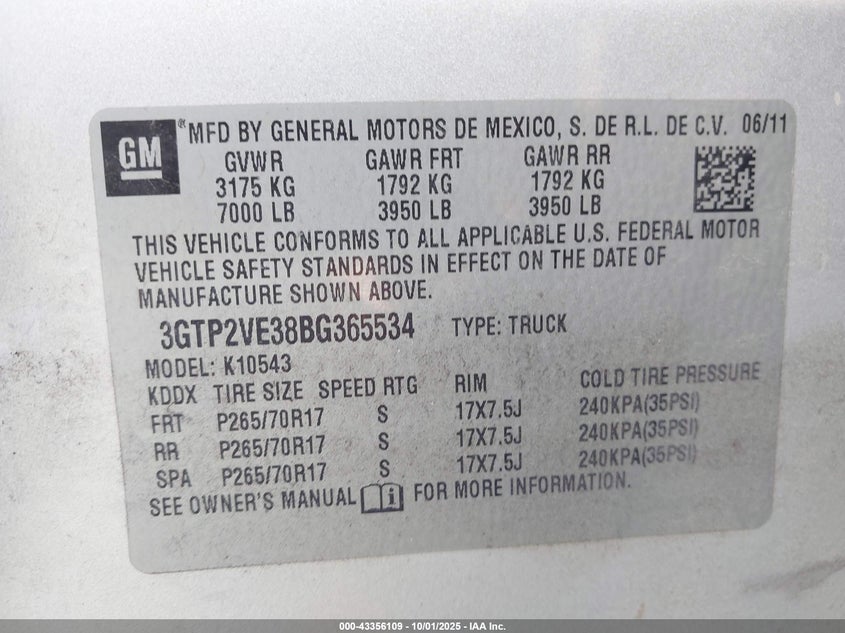 GM ® MFD BY GENERAL MOTORS DE MEXICO, S. DE R.L. DE C.V. 06/11
GVWR GAWR FRT GAWR RR
3175 KG 1792 KG 1792 KG
7000 LB 3950 LB 3950 LB
THIS VEHICLE CONFORMS TO ALL APPLICABLE U.S. FEDERAL MOTOR
VEHICLE SAFETY STANDARDS IN EFFECT ON THE DATE OF
MANUFACTURE SHOWN ABOVE.
3GTP2VE38BG365534 TYPE: TRUCK
MODEL: K10543
KDDX TIRE SIZE SPEED RTG RIM COLD TIRE PRESSURE
FRT P265/70R17 S 17X7.5J 240KPA(35PSI)
RR P265/70R17 S 17X7.5J 240KPA(35PSI)
SPA P265/70R17 S 17X7.5J 240KPA(35PSI)
SEE OWNER'S MANUAL FOR MORE INFORMATION.
000-43356109 - 10/01/2025 - IAA Inc.